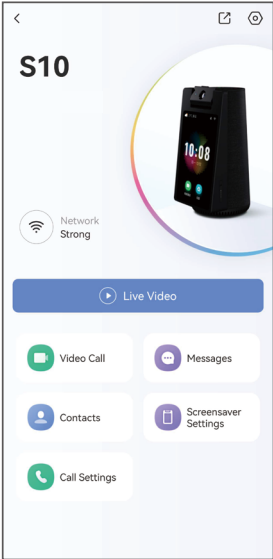 S10
10:08
Network
Strong
Live Video
Video Call
Messages
Contacts
Screensaver
Settings
Call Settings